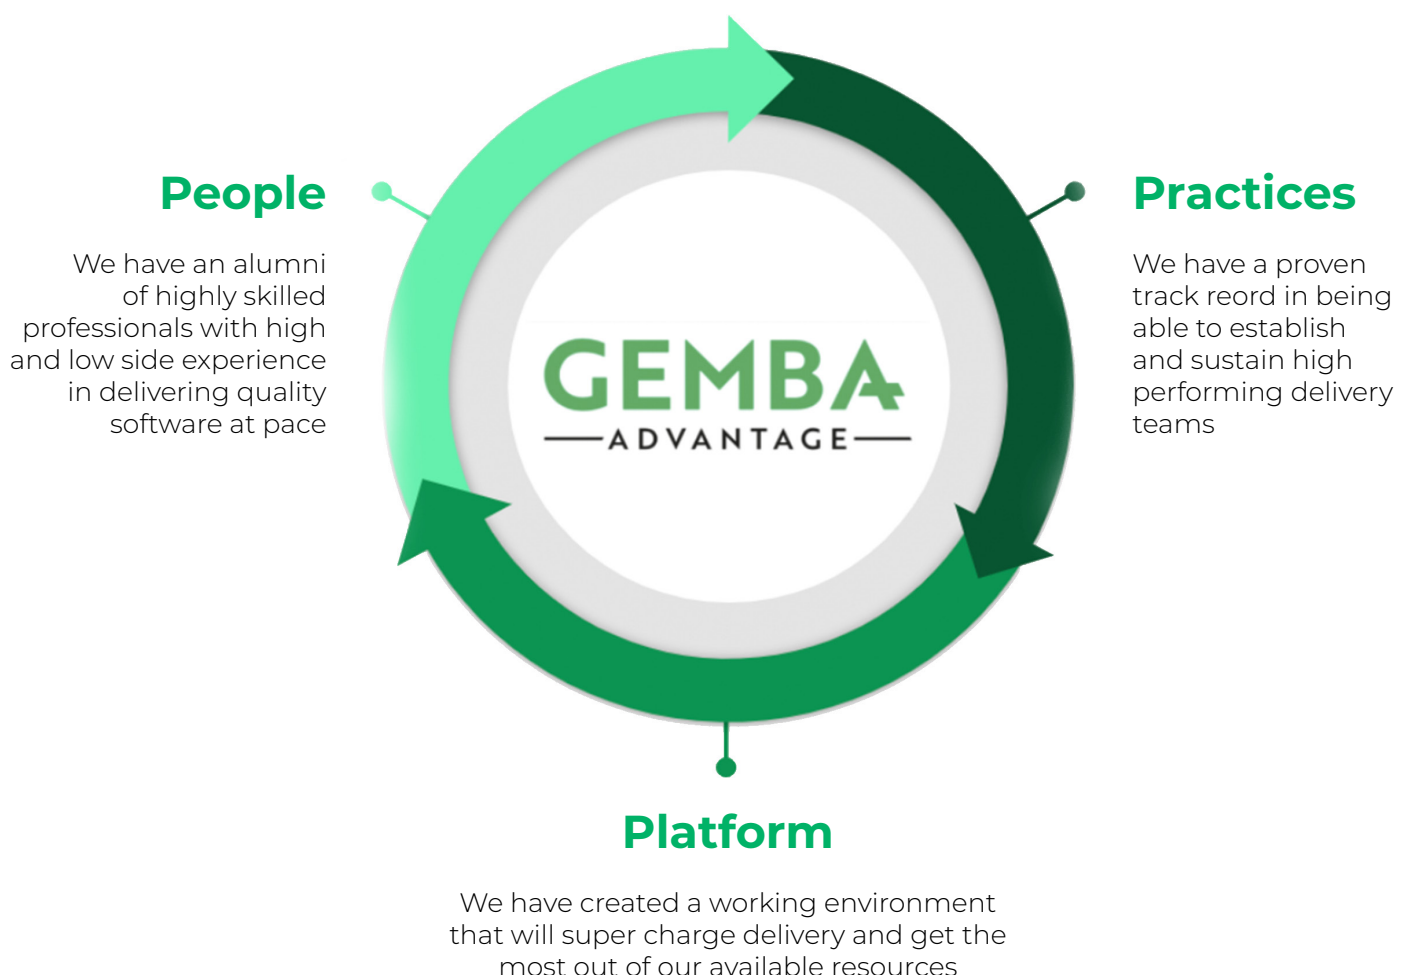 People
We have an alumni
of highly skilled
professionals with high
and low side experience
in delivering quality
software at pace
GEMBA
ADVANTAGE
Practices
We have a proven
track reord in being
able to establish
and sustain high
performing delivery
teams
Platform
We have created a working environment
that will super charge delivery and get the
most out of our available resources